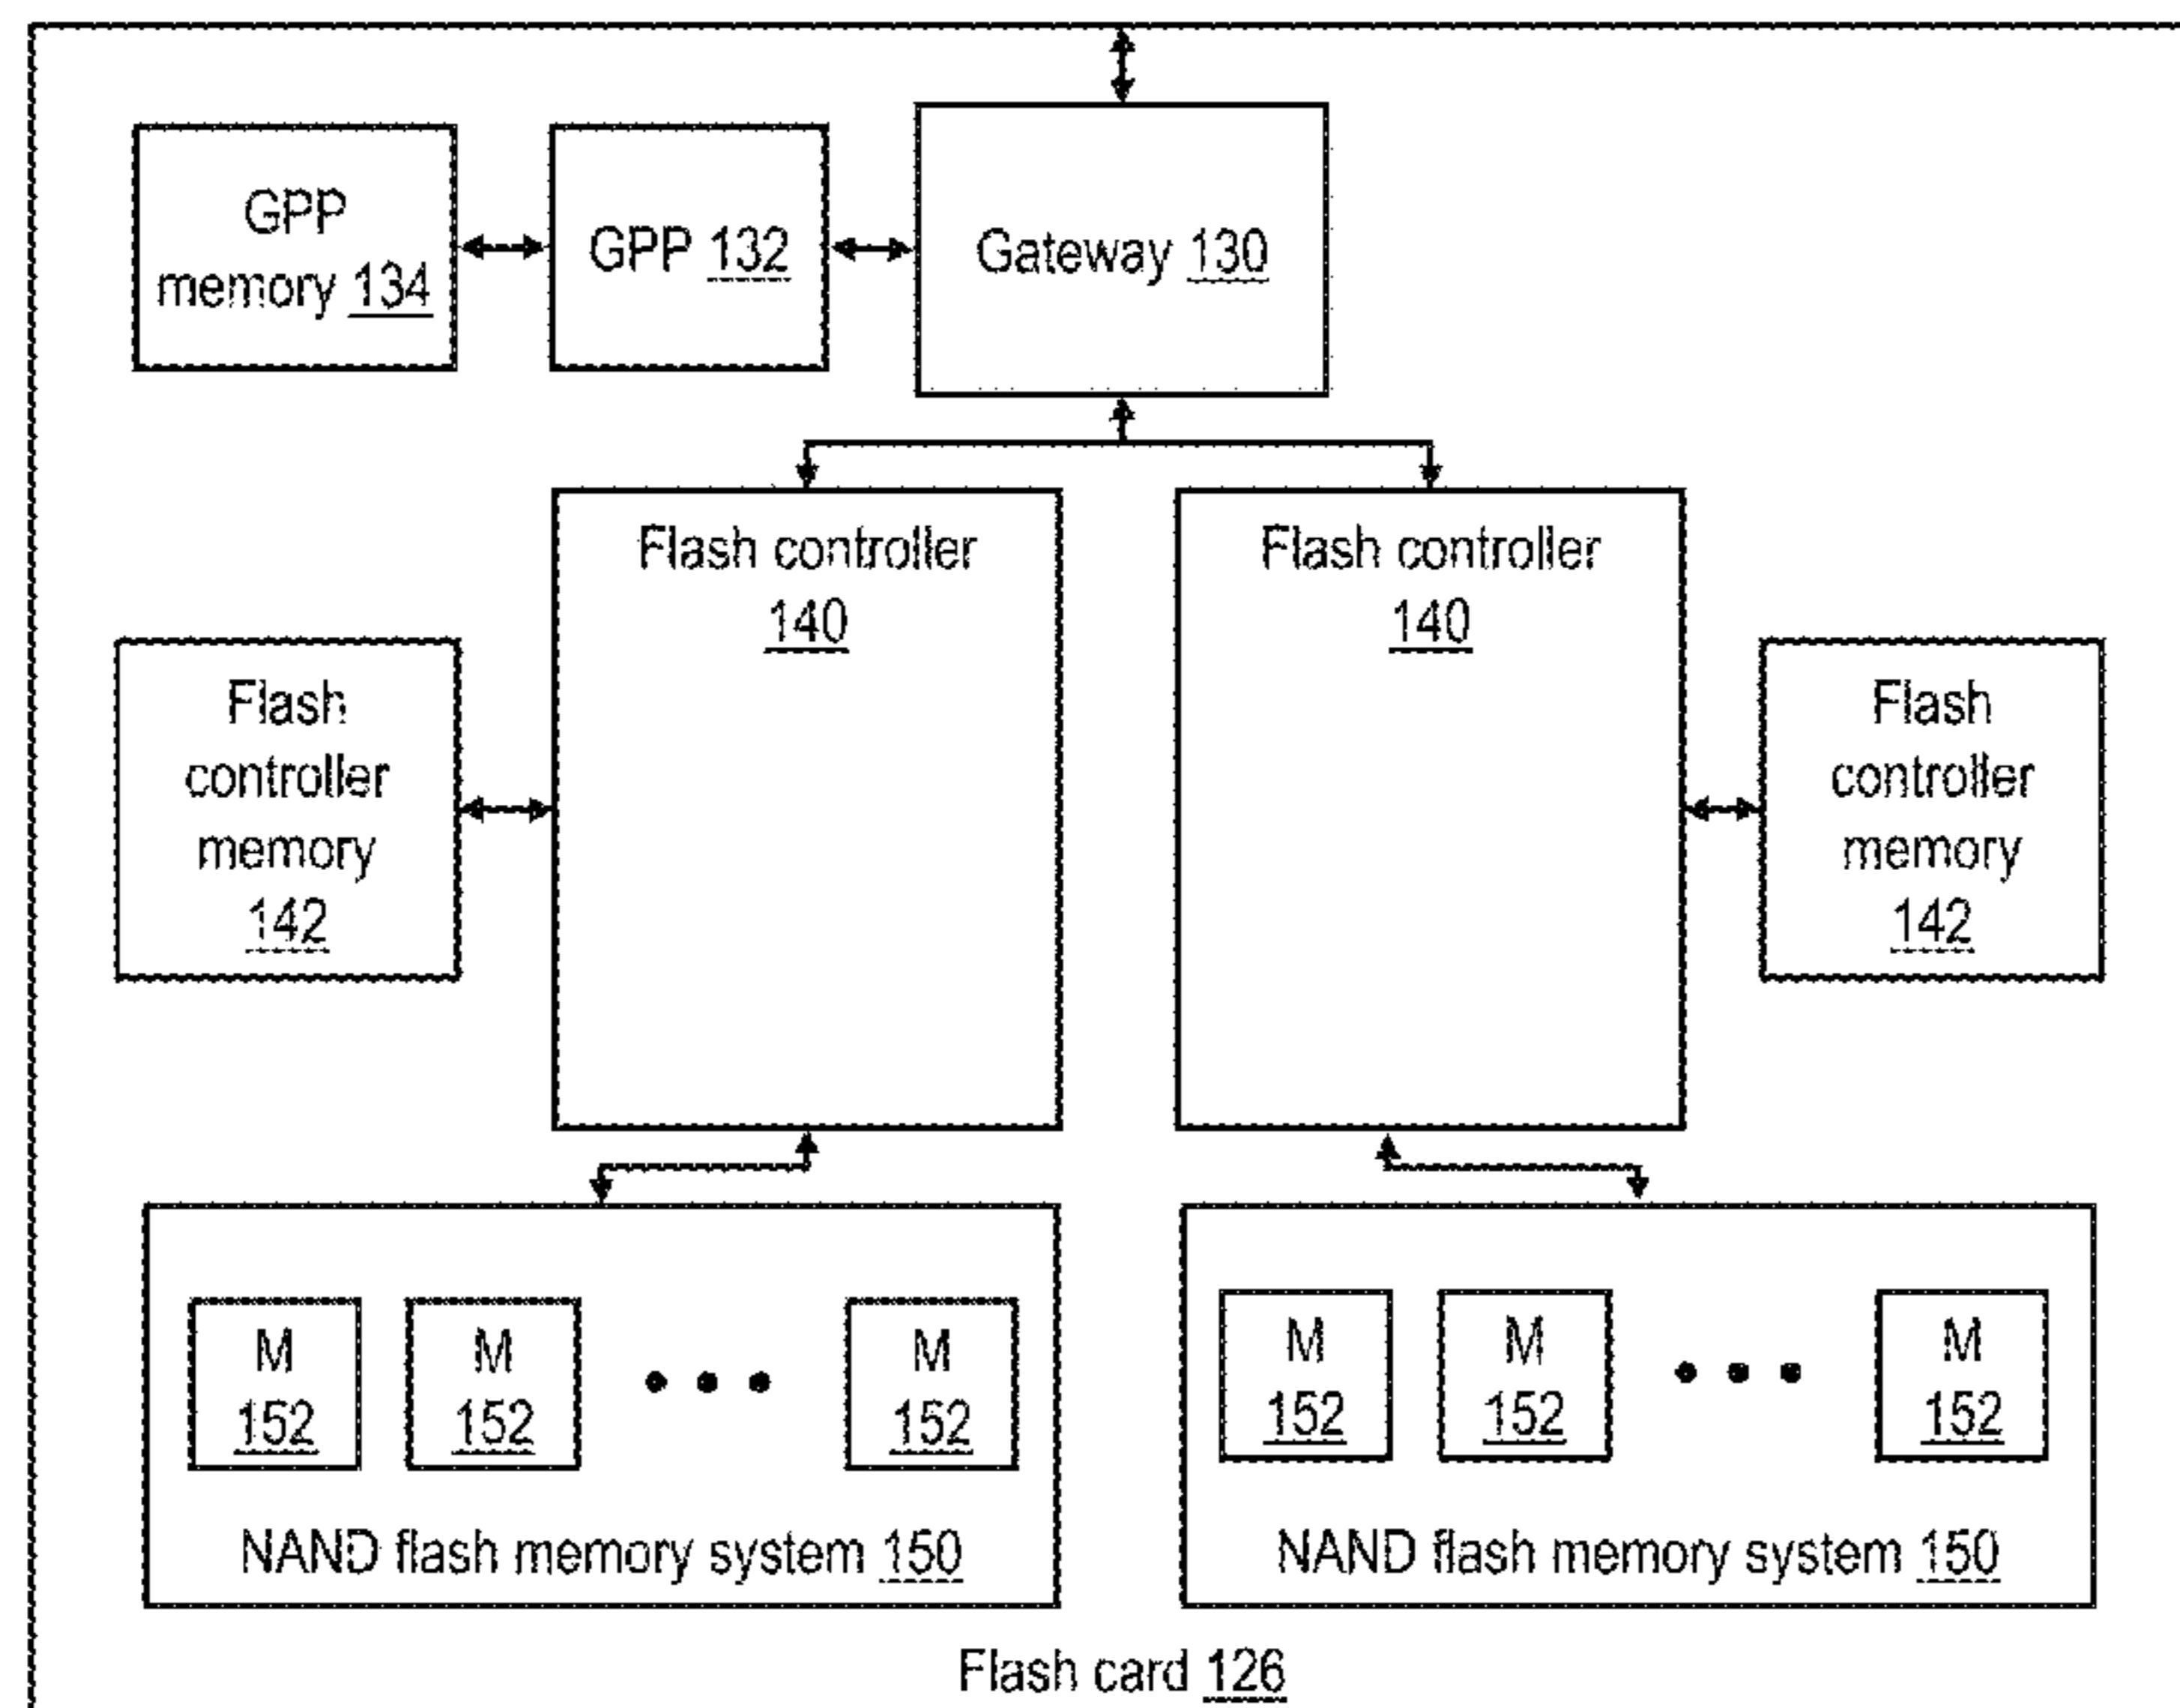 GPP
memory 134
GPP 132
Gateway 130
Flash controller
140
Flash controller
140
Flash
controller
memory
142
Flash
controller
memory
142
M
152
M
152
M
152
M
152
M
152
M
152
NAND flash memory system 150
NAND flash memory system 150
Flash card 126